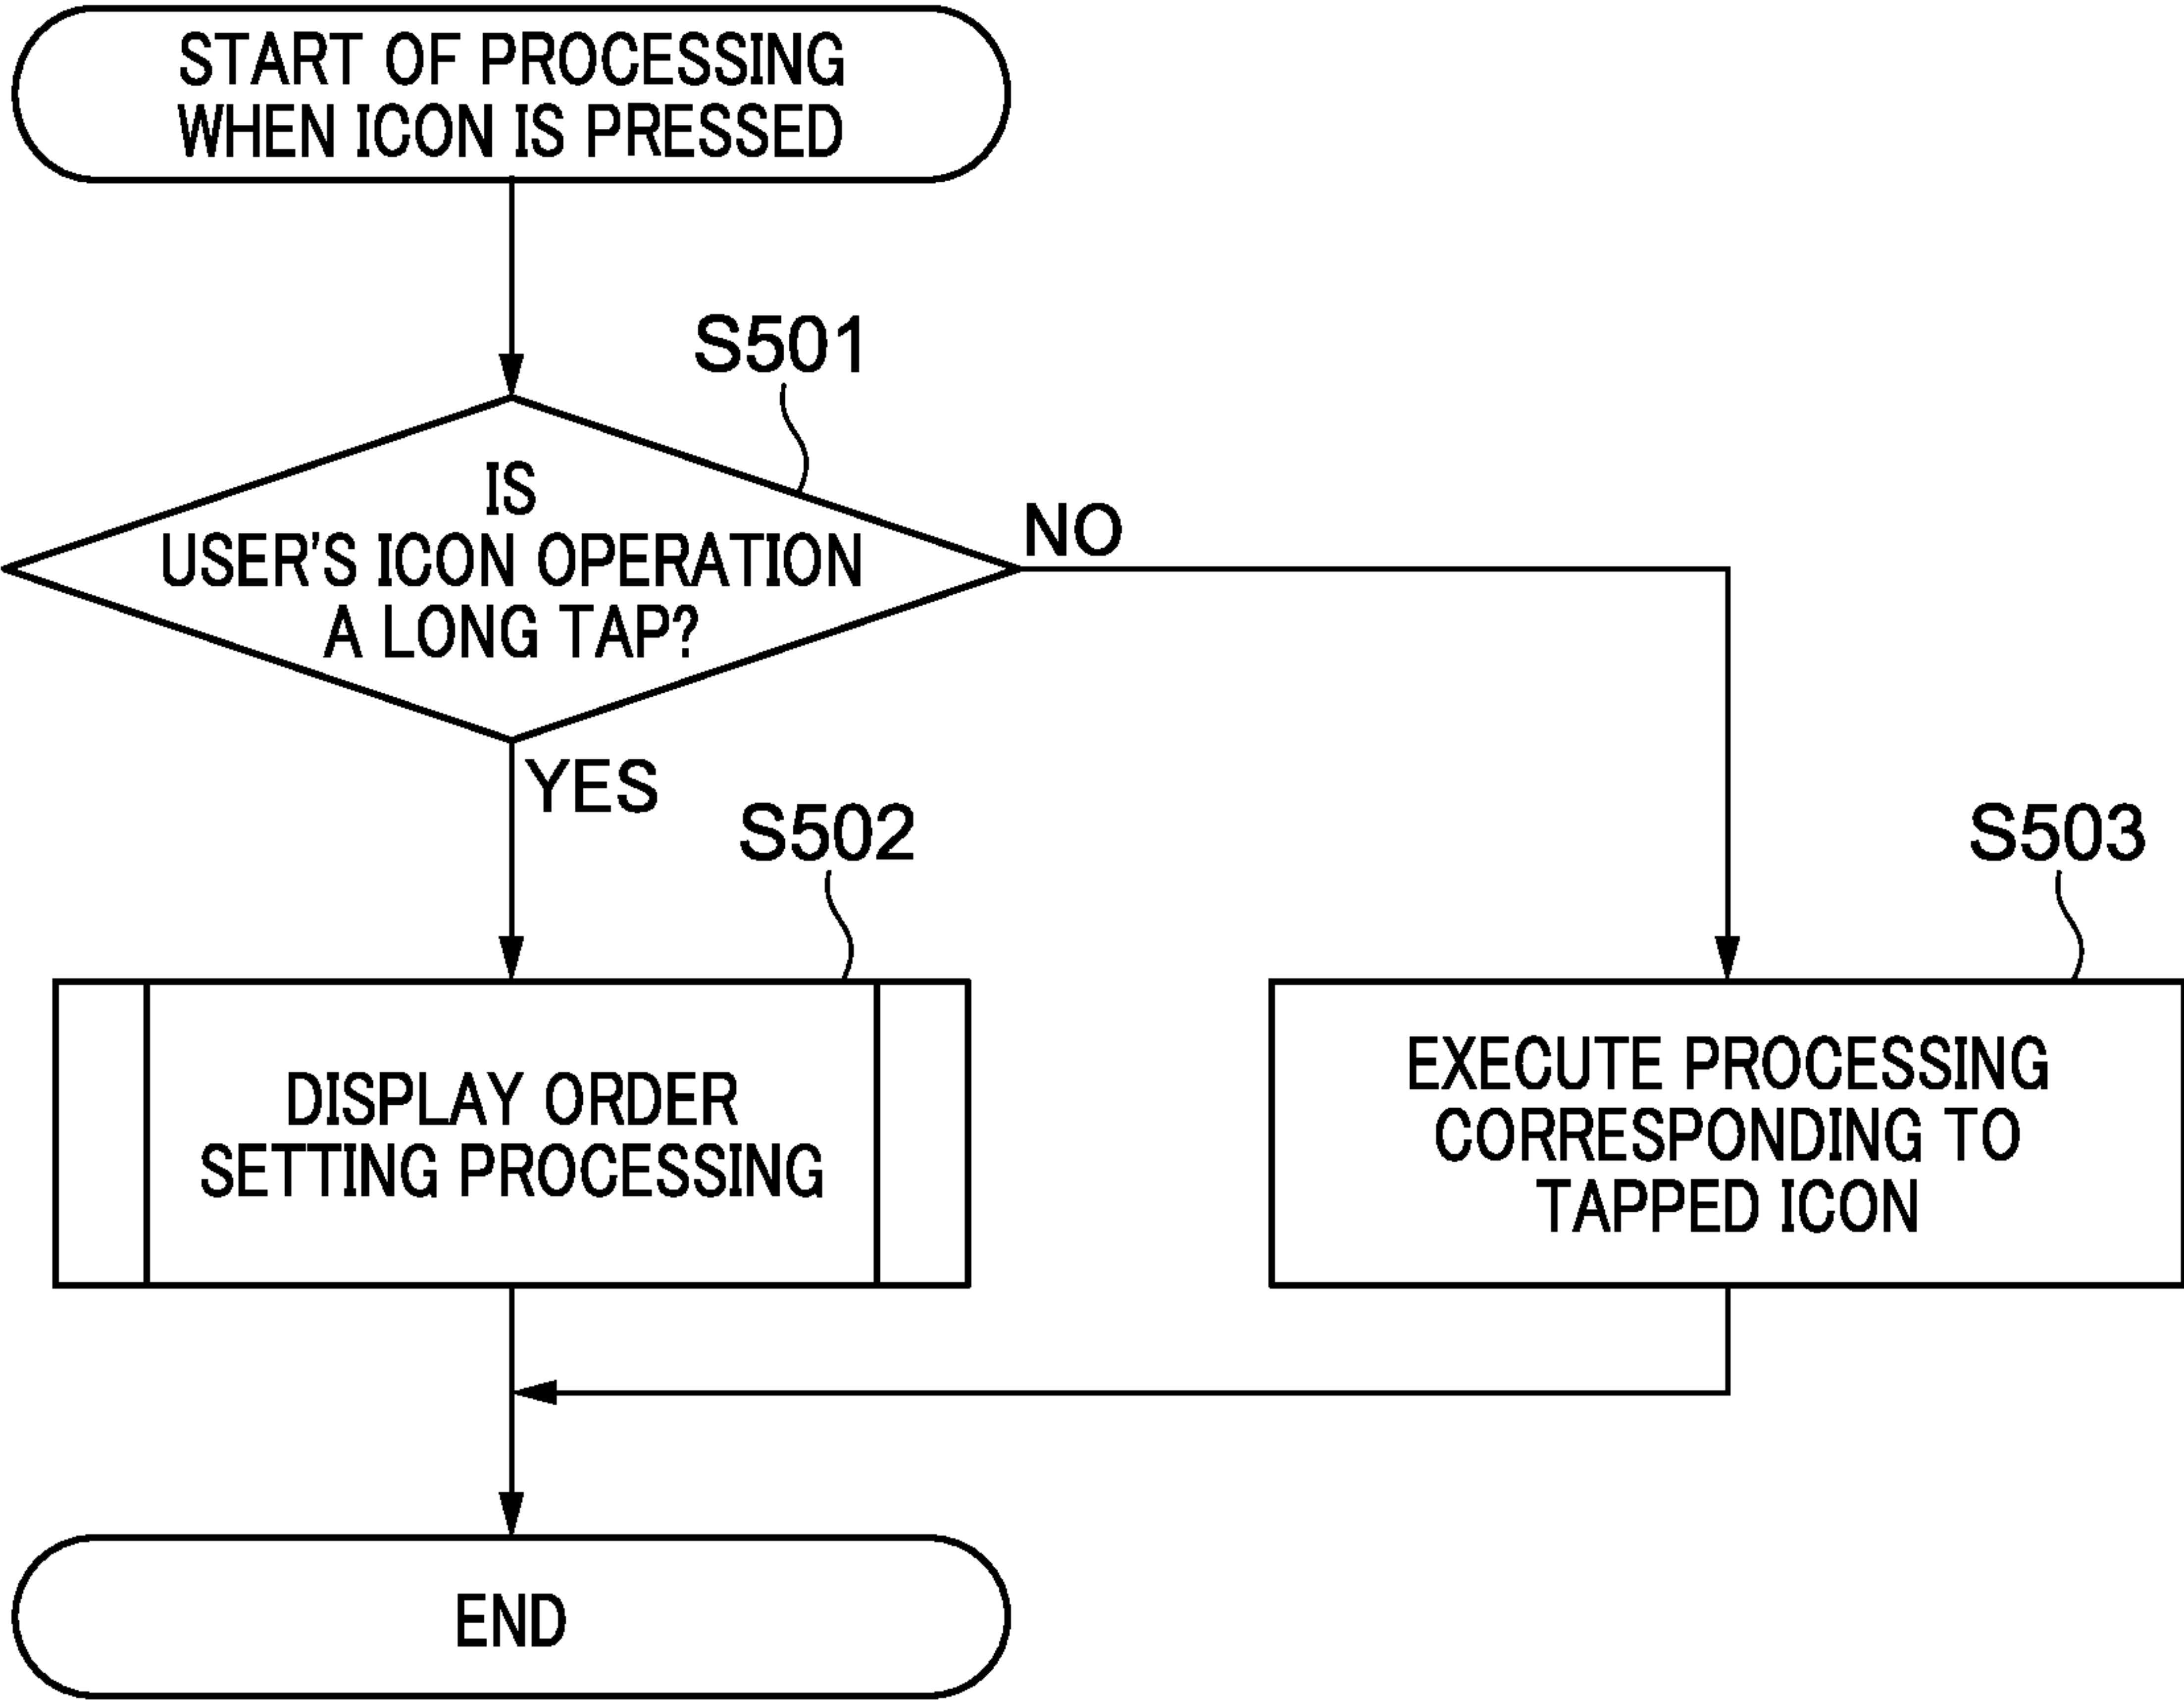 START OF PROCESSING
WHEN ICON IS PRESSED
S501
IS
USER'S ICON OPERATION
A LONG TAP?
NO
YES
S502
DISPLAY ORDER
SETTING PROCESSING
S503
EXECUTE PROCESSING
CORRESPONDING TO
TAPPED ICON
END